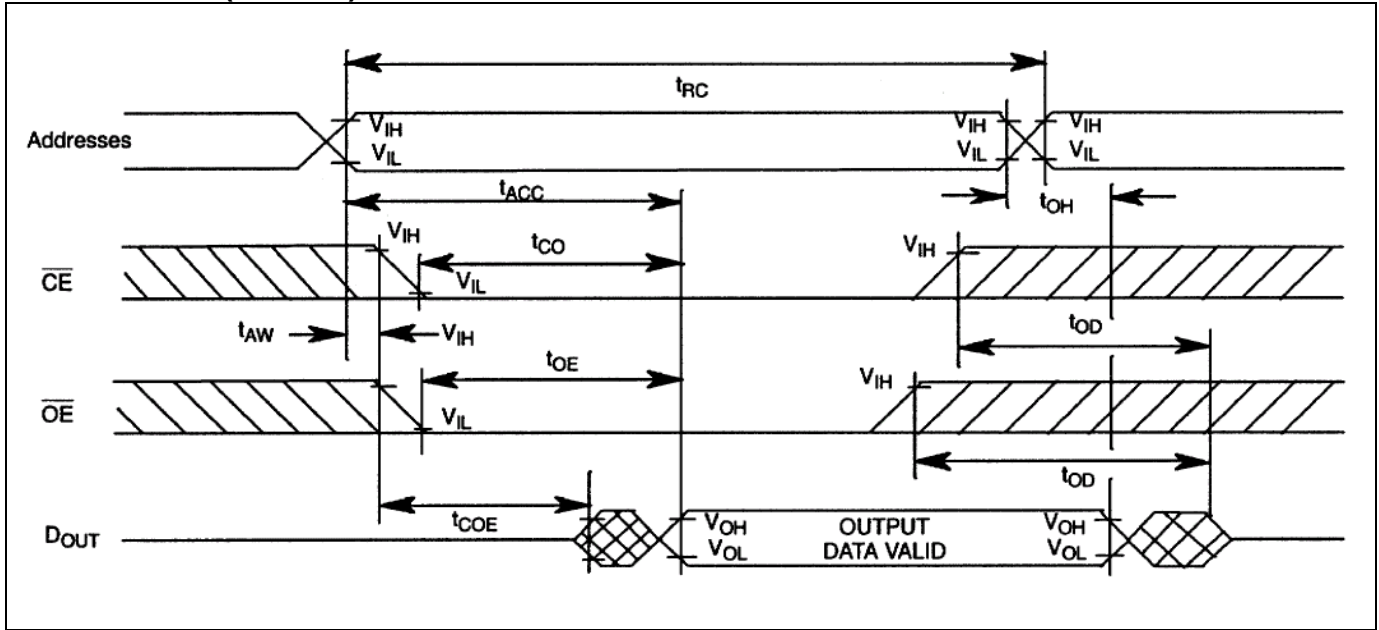 tRC
Addresses
VIH
VIL
VIH
VIL
VIH
VIL
tACC
tOH
CE
VIH
tCO
VIL
VIH
tAW
VIH
tOD
OE
tOE
VIL
VIH
tOD
DOUT
tCOE
VOH
VOL
OUTPUT
DATA VALID
VOH
VOL